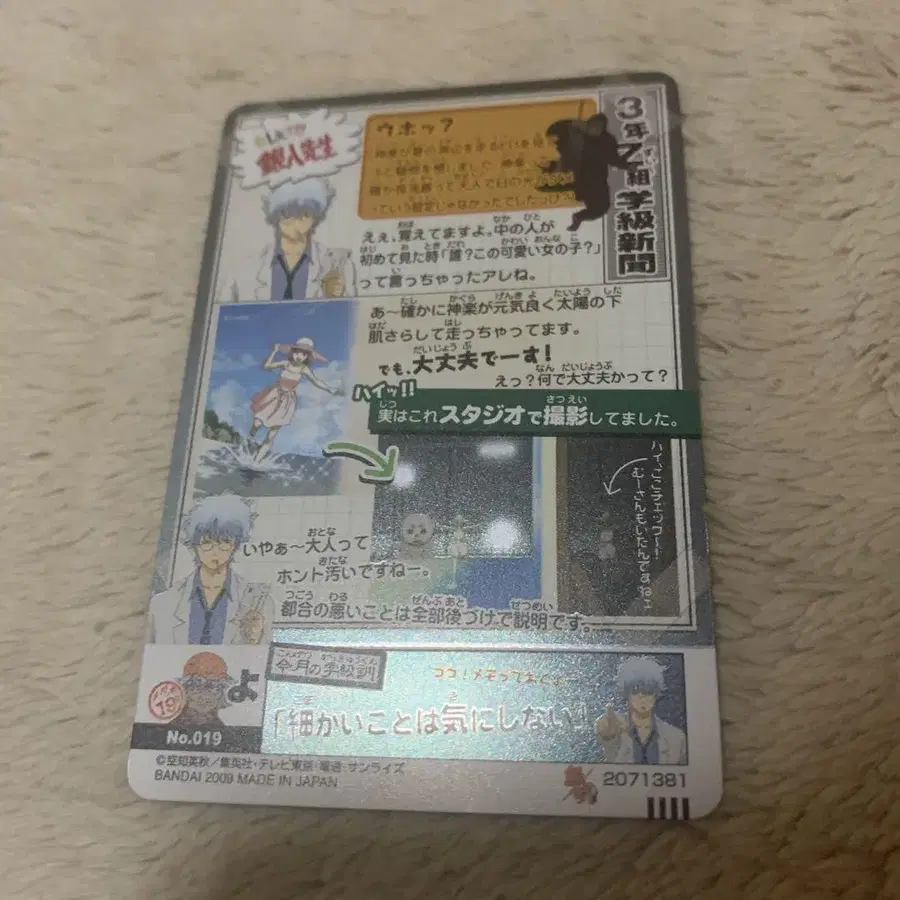 3年Z組学級新聞
銀八先生
ウホッ?
ええ、覚えてますよ。中の人が
初めて見た時「誰?この可愛い女の子?」
って言っちゃったアレね。
あ〜確かに神楽が元気良く太陽の下
肌さらして走っちゃってます。
でも、大丈夫でーす!
えっ?何で大丈夫かって?
ハイッ!!
実はこれスタジオで撮影してました。
ハイ、ここチェックー!
むーさんもいたんですねェ
いやぁ〜大人って
ホント汚いですねー。
都合の悪いことは全部後づけで説明です。
今月の学級訓
ココ!メモっておくよー
「細かいことは気にしない」
よ
19
No.019
©空知英秋/集英社・テレビ東京・電通・サンライズ
BANDAI 2009 MADE IN JAPAN
2071381